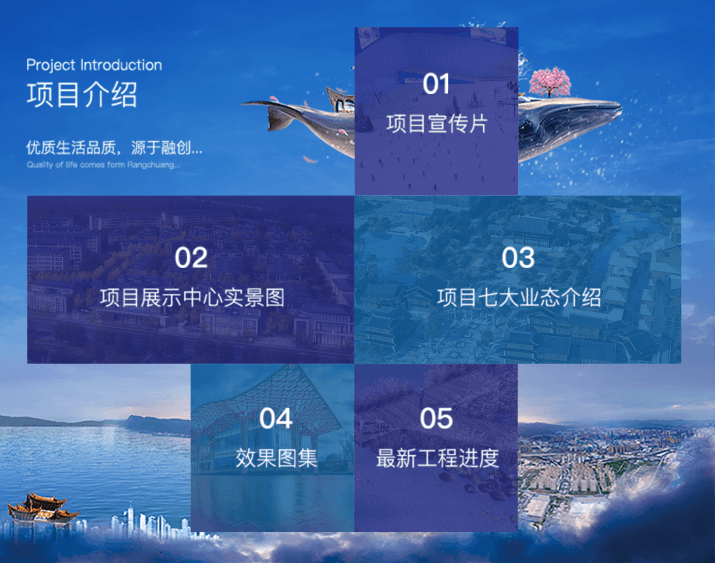 Project Introduction
项目介绍
优质生活品质，源于融创...
Quality of life comes form Rangchuang...
01
项目宣传片
02
项目展示中心实景图
03
项目七大业态介绍
04
效果图集
05
最新工程进度